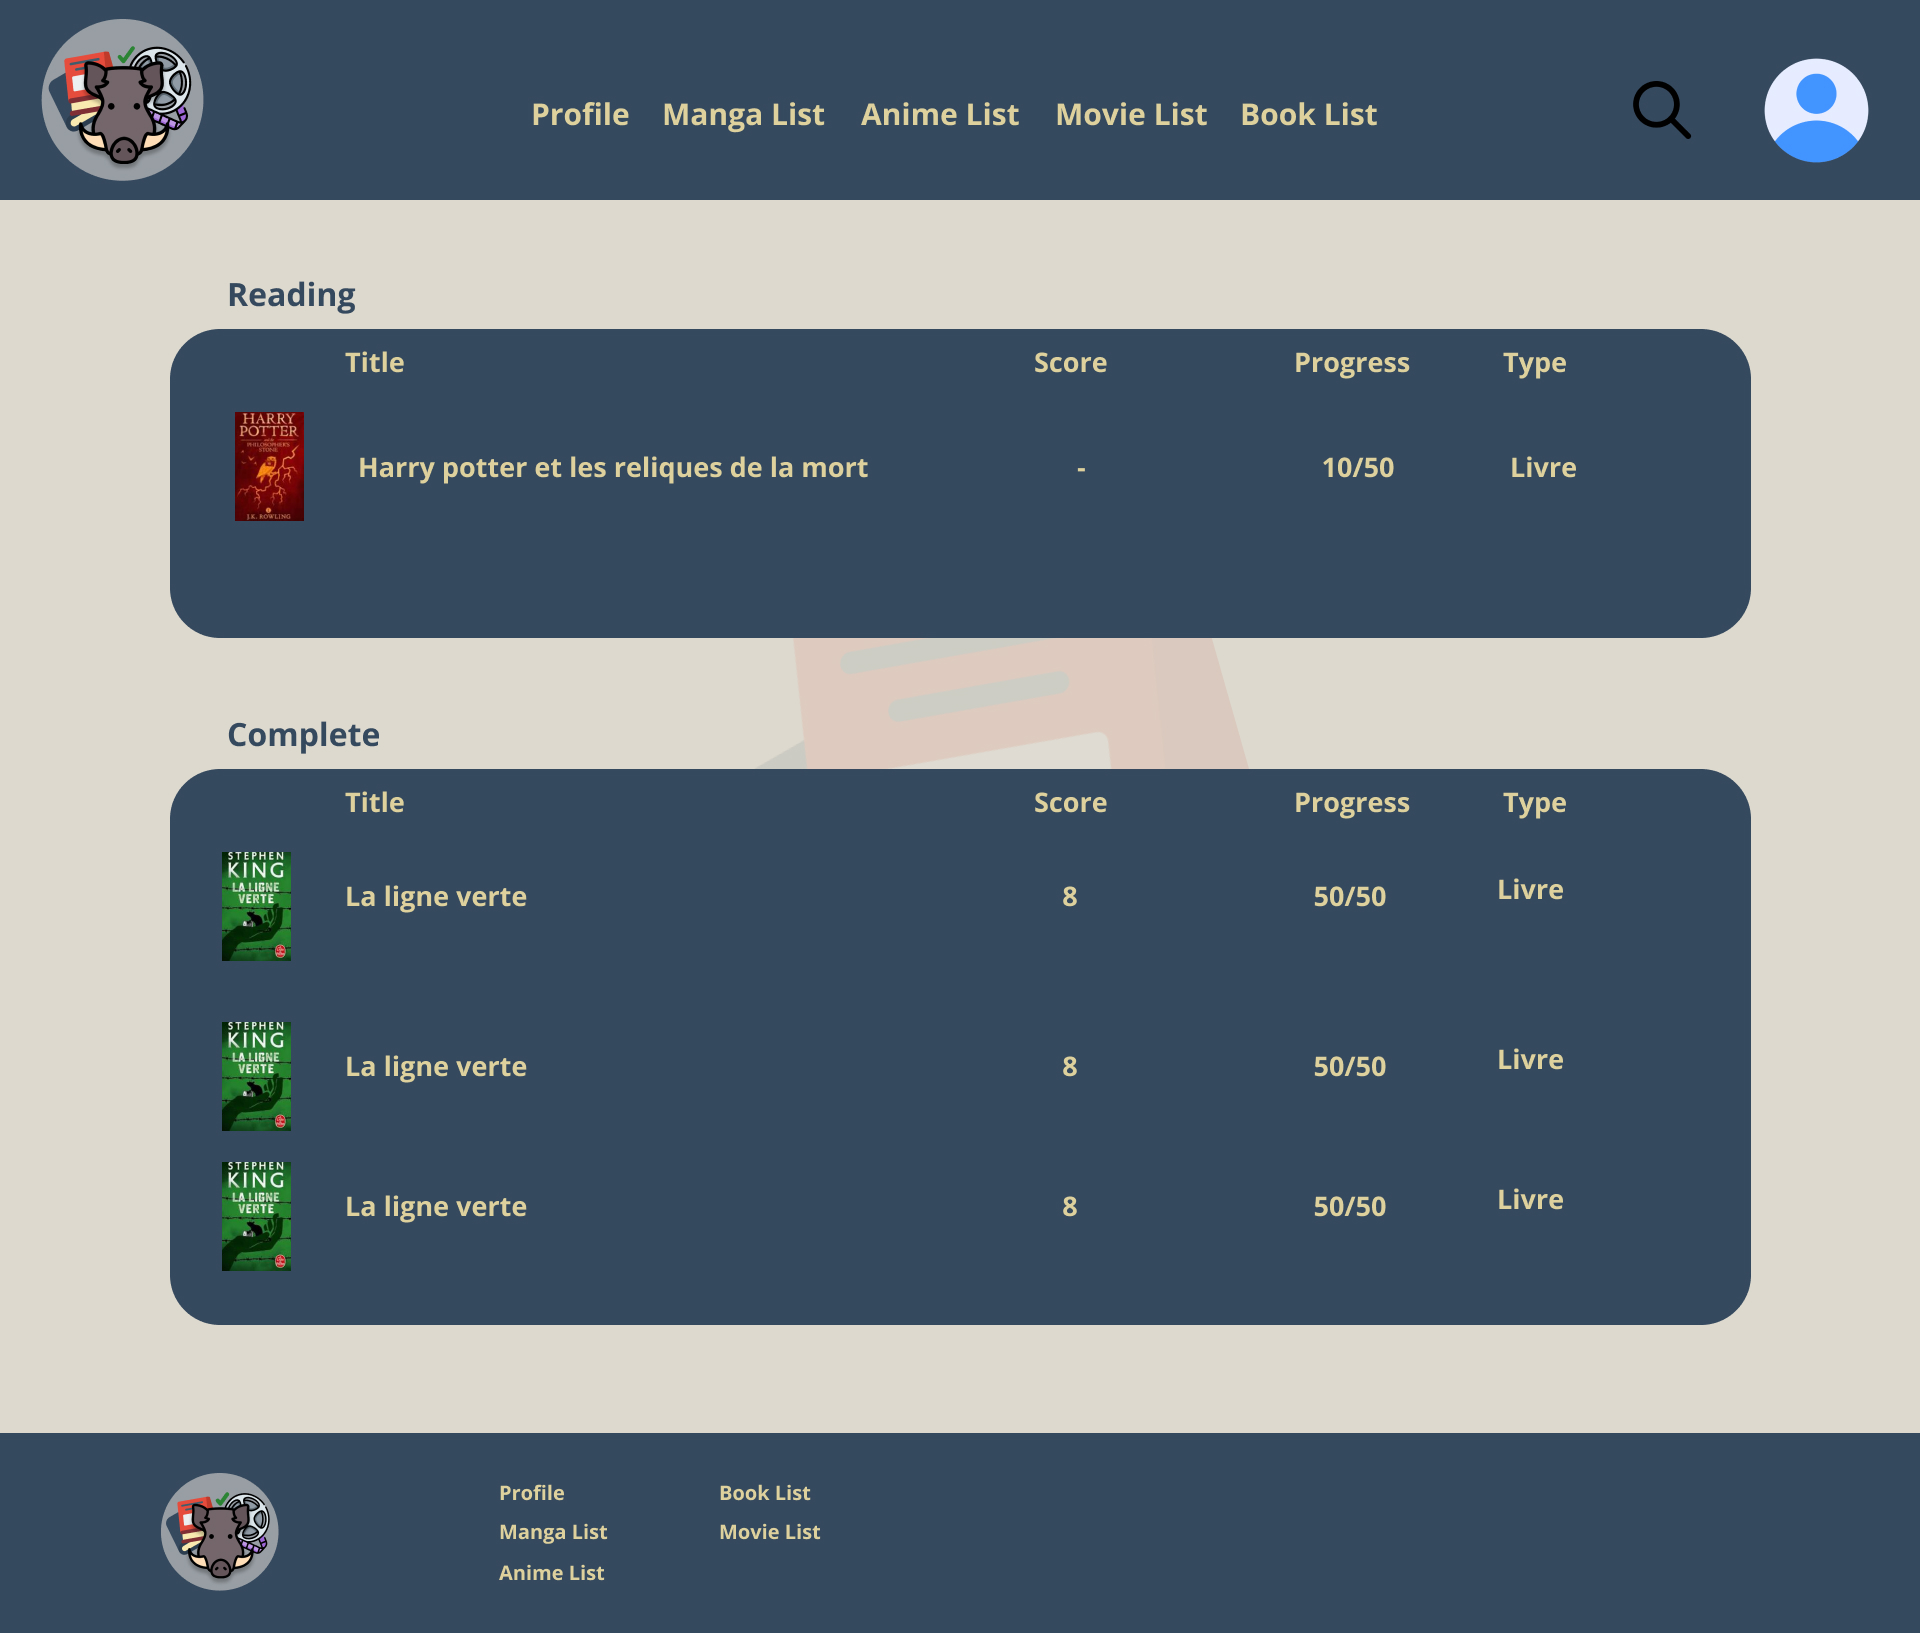 Profile Manga List Anime List Movie List Book List
Reading
Title Score Progress Type
HARRY
POTTER
and the
PHILOSOPHER'S
STONE
J.K. ROWLING
Harry potter et les reliques de la mort - 10/50 Livre
Complete
Title Score Progress Type
STEPHEN
KING
LA LIGNE
VERTE
La ligne verte 8 50/50 Livre
STEPHEN
KING
LA LIGNE
VERTE
La ligne verte 8 50/50 Livre
STEPHEN
KING
LA LIGNE
VERTE
La ligne verte 8 50/50 Livre
Profile Book List
Manga List Movie List
Anime List